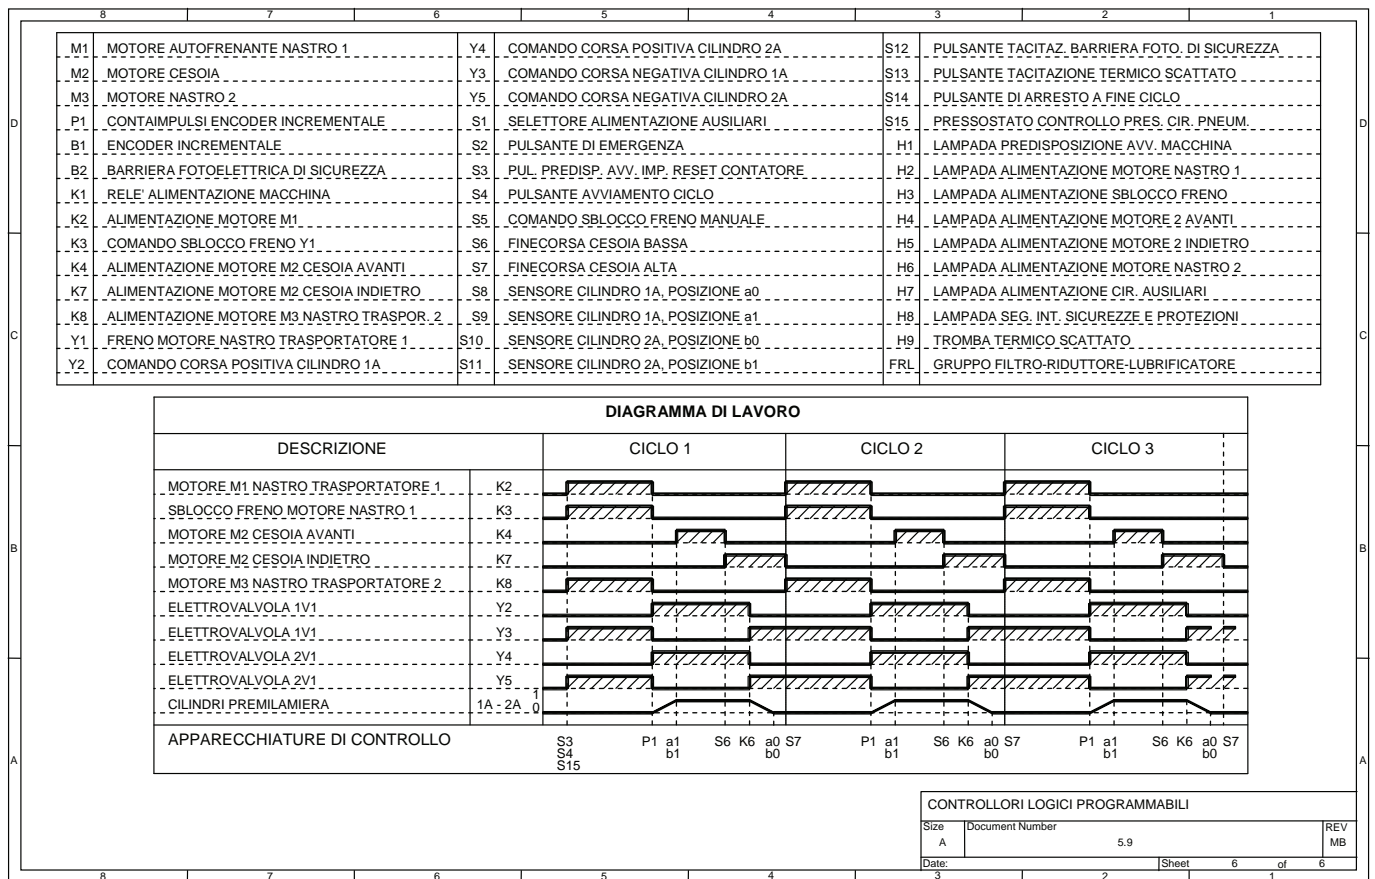 8 7 6 5 4 3 2 1
M1 MOTORE AUTOFRENANTE NASTRO 1 Y4 COMANDO CORSA POSITIVA CILINDRO 2A S12 PULSANTE TACITAZ. BARRIERA FOTO. DI SICUREZZA
M2 MOTORE CESOIA Y3 COMANDO CORSA NEGATIVA CILINDRO 1A S13 PULSANTE TACITAZIONE TERMICO SCATTATO
M3 MOTORE NASTRO 2 Y5 COMANDO CORSA NEGATIVA CILINDRO 2A S14 PULSANTE DI ARRESTO A FINE CICLO
D P1 CONTAIMPULSI ENCODER INCREMENTALE S1 SELETTORE ALIMENTAZIONE AUSILIARI S15 PRESSOSTATO CONTROLLO PRES. CIR. PNEUM. D
B1 ENCODER INCREMENTALE S2 PULSANTE DI EMERGENZA H1 LAMPADA PREDISPOSIZIONE AVV. MACCHINA
B2 BARRIERA FOTOELETTRICA DI SICUREZZA S3 PUL. PREDISP. AVV. IMP. RESET CONTATORE H2 LAMPADA ALIMENTAZIONE MOTORE NASTRO 1
K1 RELE' ALIMENTAZIONE MACCHINA S4 PULSANTE AVVIAMENTO CICLO H3 LAMPADA ALIMENTAZIONE SBLOCCO FRENO
K2 ALIMENTAZIONE MOTORE M1 S5 COMANDO SBLOCCO FRENO MANUALE H4 LAMPADA ALIMENTAZIONE MOTORE 2 AVANTI
K3 COMANDO SBLOCCO FRENO Y1 S6 FINECORSA CESOIA BASSA H5 LAMPADA ALIMENTAZIONE MOTORE 2 INDIETRO
K4 ALIMENTAZIONE MOTORE M2 CESOIA AVANTI S7 FINECORSA CESOIA ALTA H6 LAMPADA ALIMENTAZIONE MOTORE NASTRO 2
K7 ALIMENTAZIONE MOTORE M2 CESOIA INDIETRO S8 SENSORE CILINDRO 1A, POSIZIONE a0 H7 LAMPADA ALIMENTAZIONE CIR. AUSILIARI
K8 ALIMENTAZIONE MOTORE M3 NASTRO TRASPOR. 2 S9 SENSORE CILINDRO 1A, POSIZIONE a1 H8 LAMPADA SEG. INT. SICUREZZE E PROTEZIONI
C Y1 FRENO MOTORE NASTRO TRASPORTATORE 1 S10 SENSORE CILINDRO 2A, POSIZIONE b0 H9 TROMBA TERMICO SCATTATO C
Y2 COMANDO CORSA POSITIVA CILINDRO 1A S11 SENSORE CILINDRO 2A, POSIZIONE b1 FRL GRUPPO FILTRO-RIDUTTORE-LUBRIFICATORE
DIAGRAMMA DI LAVORO
DESCRIZIONE CICLO 1 CICLO 2 CICLO 3
MOTORE M1 NASTRO TRASPORTATORE 1 K2
SBLOCCO FRENO MOTORE NASTRO 1 K3
MOTORE M2 CESOIA AVANTI K4
B B
MOTORE M2 CESOIA INDIETRO K7
MOTORE M3 NASTRO TRASPORTATORE 2 K8
ELETTROVALVOLA 1V1 Y2
ELETTROVALVOLA 1V1 Y3
ELETTROVALVOLA 2V1 Y4
ELETTROVALVOLA 2V1 Y5
CILINDRI PREMILAMIERA 1A - 2A 1
0
APPARECCHIATURE DI CONTROLLO S3 P1 a1 S6 K6 a0 S7 P1 a1 S6 K6 a0 S7 P1 a1 S6 K6 a0 S7
S4 b1 b0 b1 b0 b1 b0
A S15 A
CONTROLLORI LOGICI PROGRAMMABILI
Size Document Number REV
A 5.9 MB
Date: Sheet 6 of 6
8 7 6 5 4 3 2 1